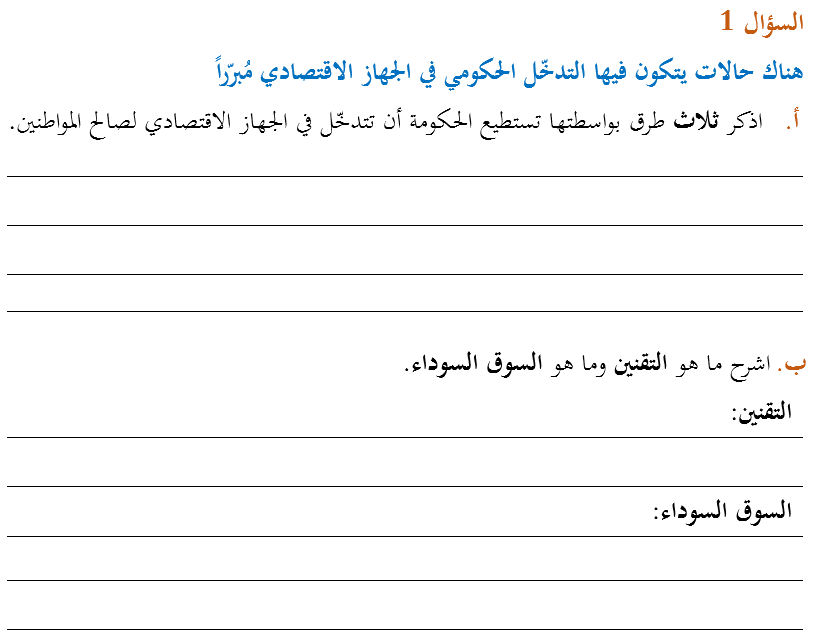 السؤال 1
هناك حالات يتكون فيها التدخّل الحكومي في الجهاز الاقتصادي مُبرّراً
أ. اذكر ثلاث طرق بواسطتها تستطيع الحكومة أن تتدخّل في الجهاز الاقتصادي لصالح المواطنين.
ب. اشرح ما هو التقنين وما هو السوق السوداء.
التقنين:
السوق السوداء: